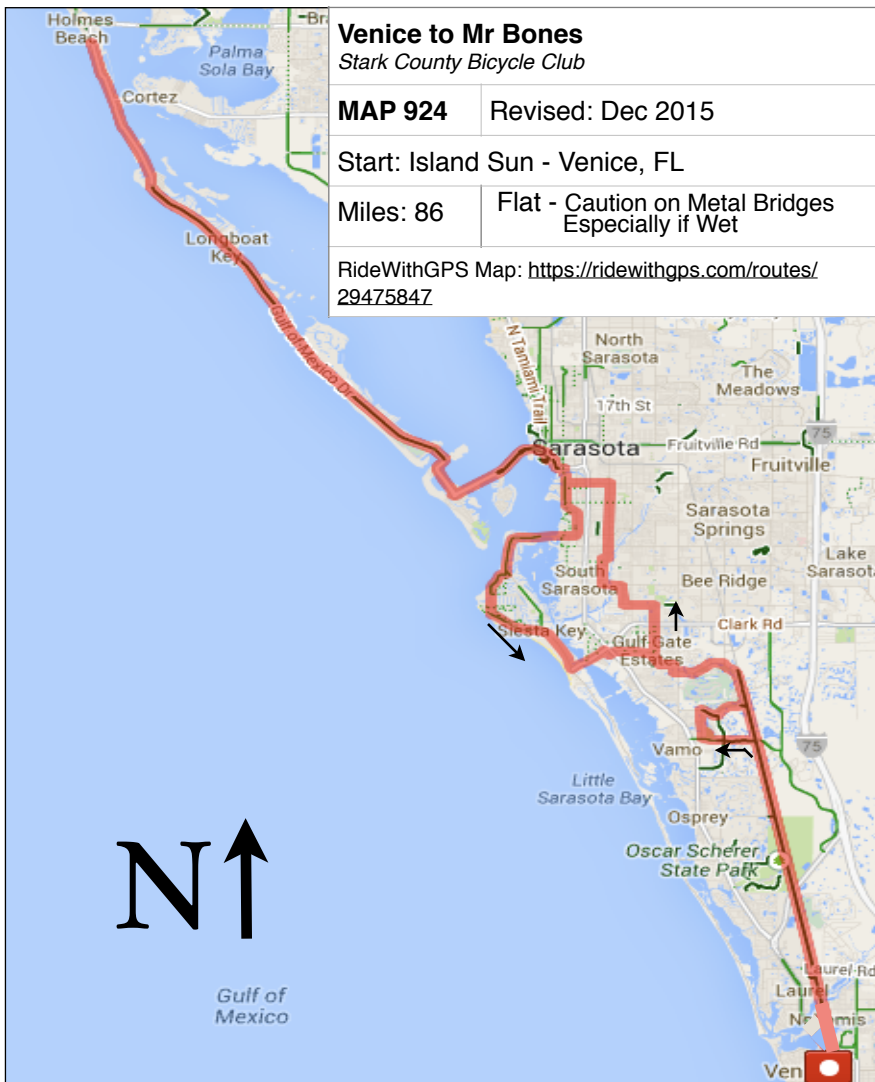 Venice to Mr Bones
Stark County Bicycle Club
MAP 924 Revised: Dec 2015
Start: Island Sun - Venice, FL
Miles: 86 Flat - Caution on Metal Bridges
Especially if Wet
RideWithGPS Map: https://ridewithgps.com/routes/
29475847
Holmes
Beach
Bra
Palma
Sola Bay
Cortez
Longboat
Key
Gulf of Mexico Dr
N Tamiami Trail
North
Sarasota
The
Meadows
17th St
75
Sarasota
Fruitville Rd
Fruitville
Sarasota
Springs
Lake
Sarasota
South
Sarasota
Bee Ridge
Siesta Key
Clark Rd
Gulf Gate
Estates
75
Vamo
Little
Sarasota Bay
Osprey
Oscar Scherer
State Park
N
Laurel Rd
Laurel
Gulf of
Mexico
N
emis
Ven